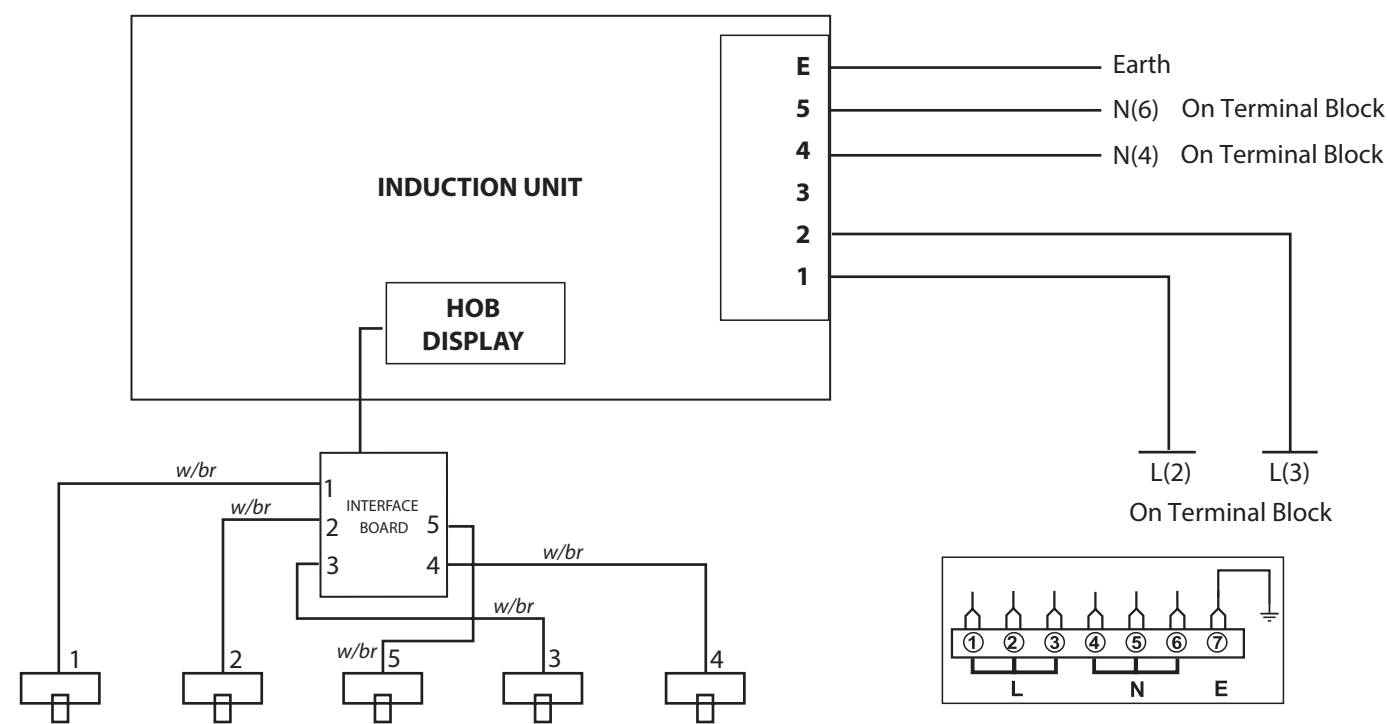 E Earth
5 N(6) On Terminal Block
4 N(4) On Terminal Block
INDUCTION UNIT
3
2
1
HOB
DISPLAY
L(2) L(3)
On Terminal Block
w/br
1
w/br
INTERFACE
2 BOARD 5
w/br
3 4
w/br
w/br
1 2 5 3 4
1 2 3 4 5 6 7
L N E